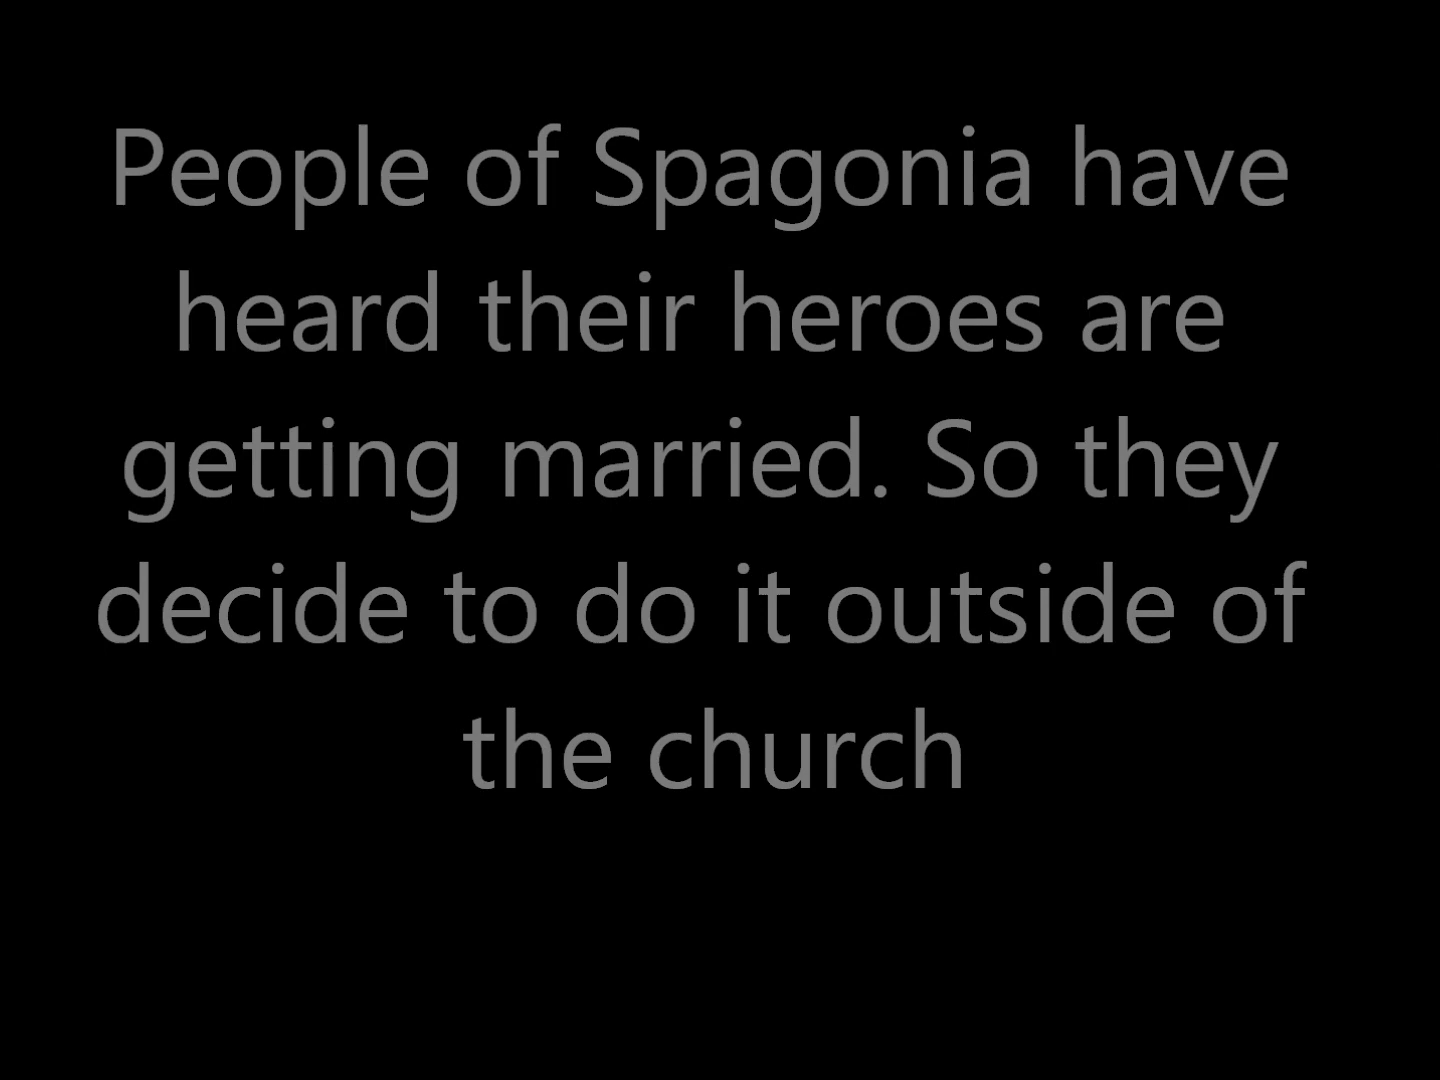 People of Spagonia have
heard their heroes are
getting married. So they
decide to do it outside of
the church